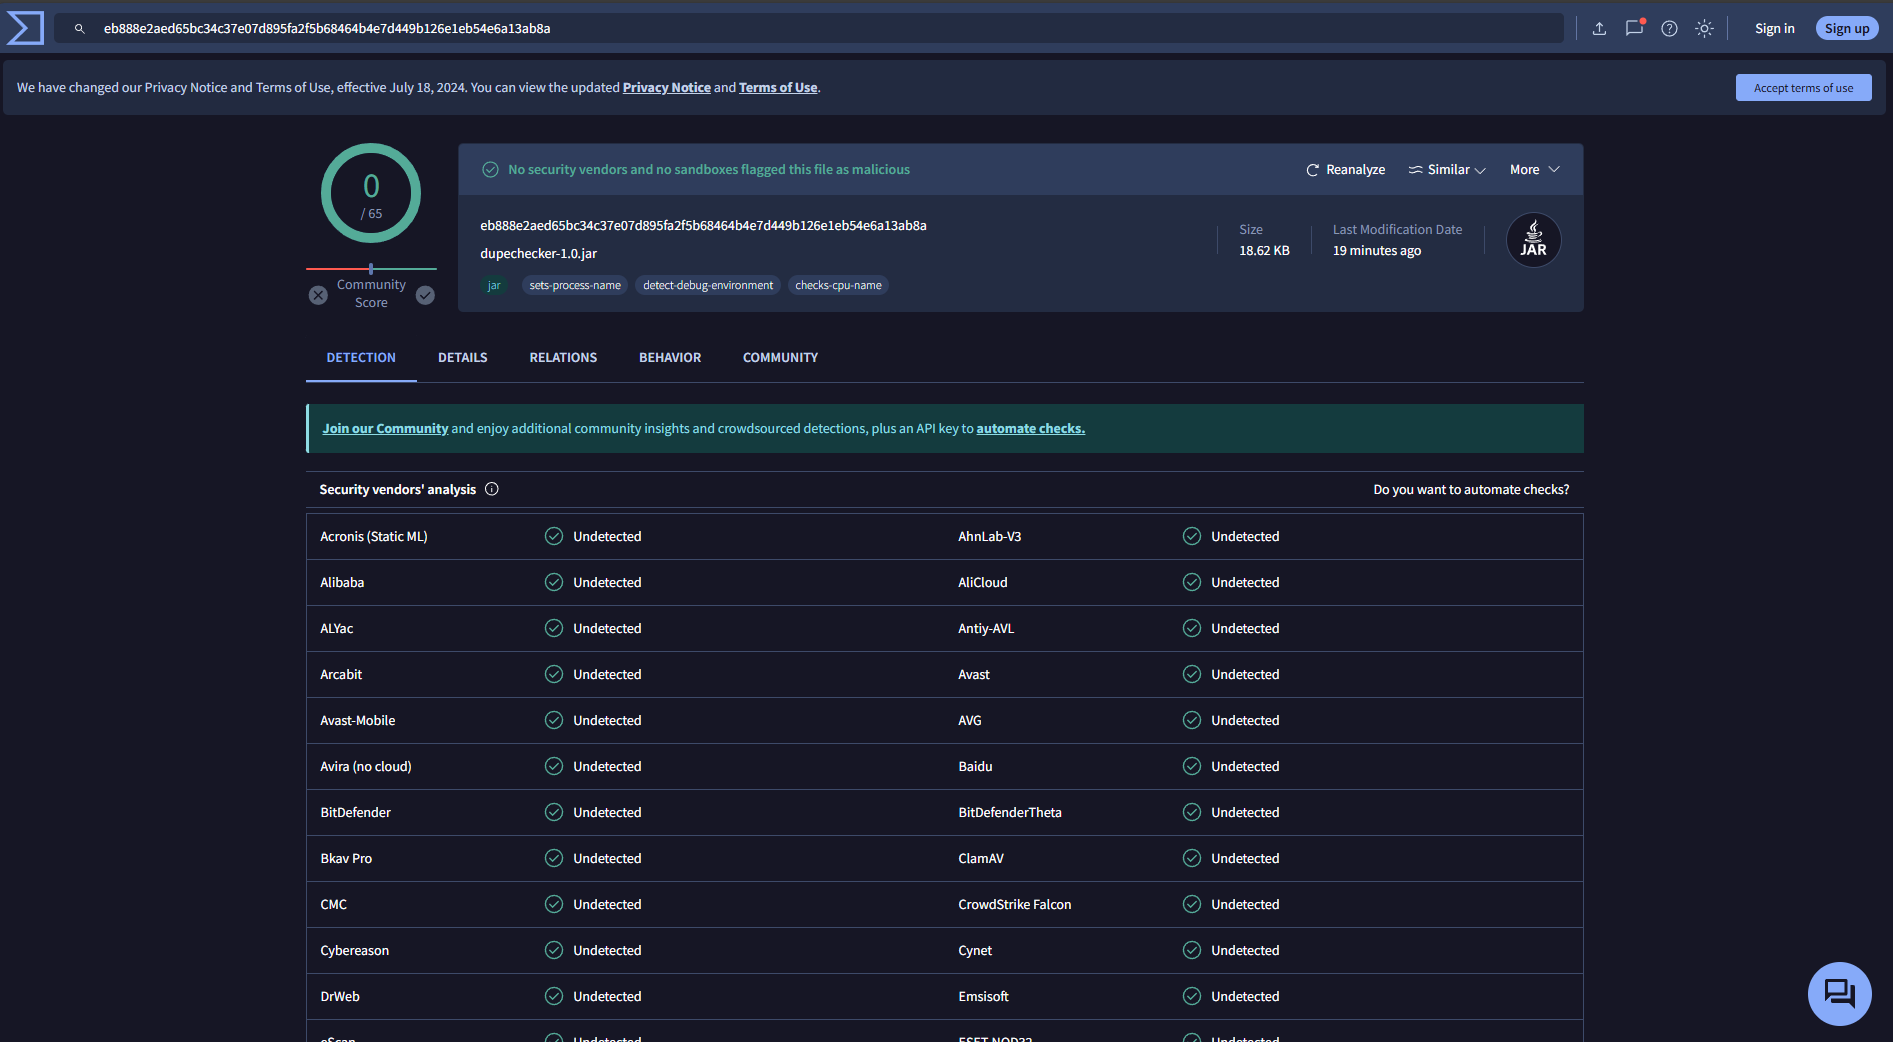 eb888e2aed65bc34c37e07d895fa2f5b68464b4e7d449b126e1eb54e6a13ab8a
Sign in
Sign up
We have changed our Privacy Notice and Terms of Use, effective July 18, 2024. You can view the updated Privacy Notice and Terms of Use.
Accept terms of use
0
/ 65
Community
Score
No security vendors and no sandboxes flagged this file as malicious
Reanalyze
Similar
More
eb888e2aed65bc34c37e07d895fa2f5b68464b4e7d449b126e1eb54e6a13ab8a
dupechecker-1.0.jar
jar
sets-process-name
detect-debug-environment
checks-cpu-name
Size
18.62 KB
Last Modification Date
19 minutes ago
JAR
DETECTION
DETAILS
RELATIONS
BEHAVIOR
COMMUNITY
Join our Community and enjoy additional community insights and crowdsourced detections, plus an API key to automate checks.
Security vendors' analysis
Do you want to automate checks?
Acronis (Static ML) Undetected AhnLab-V3 Undetected
Alibaba Undetected AliCloud Undetected
ALYac Undetected Antiy-AVL Undetected
Arcabit Undetected Avast Undetected
Avast-Mobile Undetected AVG Undetected
Avira (no cloud) Undetected Baidu Undetected
BitDefender Undetected BitDefenderTheta Undetected
Bkav Pro Undetected ClamAV Undetected
CMC Undetected CrowdStrike Falcon Undetected
Cybereason Undetected Cynet Undetected
DrWeb Undetected Emsisoft Undetected
eScan Undetected ESET-NOD32 Undetected